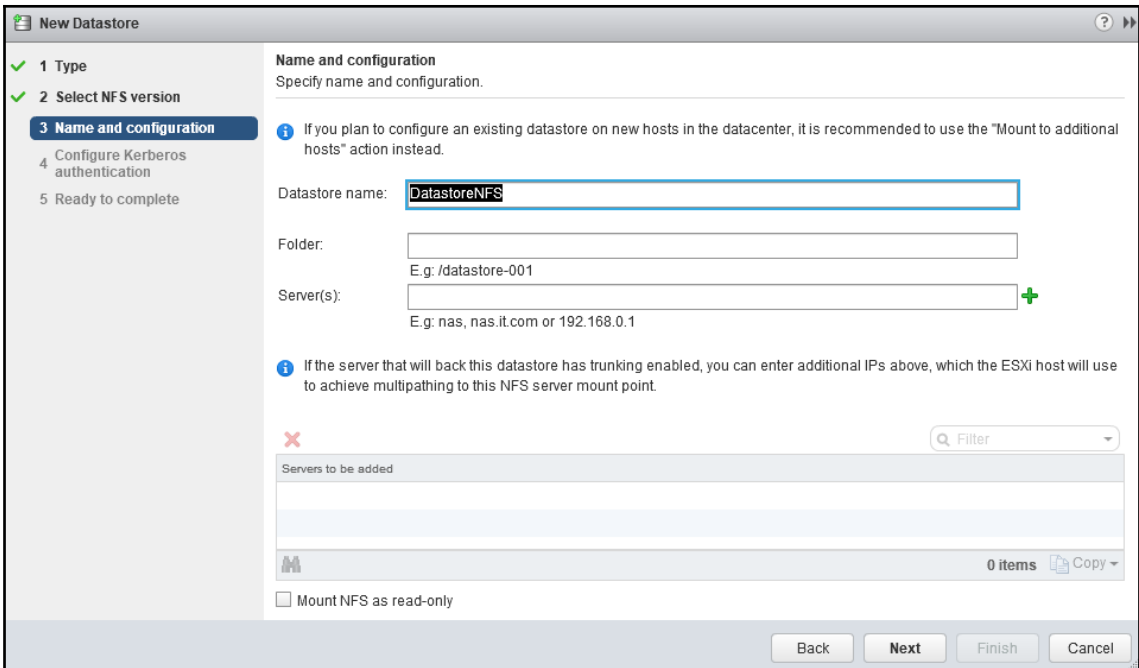 New Datastore
1 Type
2 Select NFS version
3 Name and configuration
4 Configure Kerberos
authentication
5 Ready to complete
Name and configuration
Specify name and configuration.
If you plan to configure an existing datastore on new hosts in the datacenter, it is recommended to use the "Mount to additional
hosts" action instead.
Datastore name: DatastoreNFS
Folder:
E.g: /datastore-001
Server(s):
E.g: nas, nas.it.com or 192.168.0.1
If the server that will back this datastore has trunking enabled, you can enter additional IPs above, which the ESXi host will use
to achieve multipathing to this NFS server mount point.
Filter
Servers to be added
0 items Copy
Mount NFS as read-only
Back Next Finish Cancel